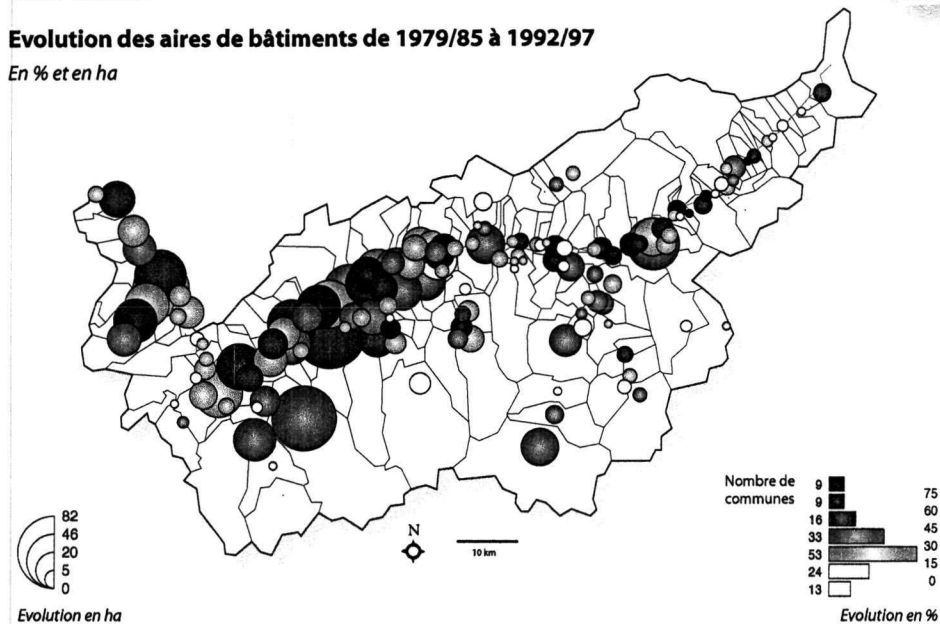 Evolution des aires de bâtiments de 1979/85 à 1992/97
En % et en ha
82
46
20
5
0
Evolution en ha
N
10 km
Nombre de
communes
9
9
16
33
53
24
13
75
60
45
30
15
0
Evolution en %